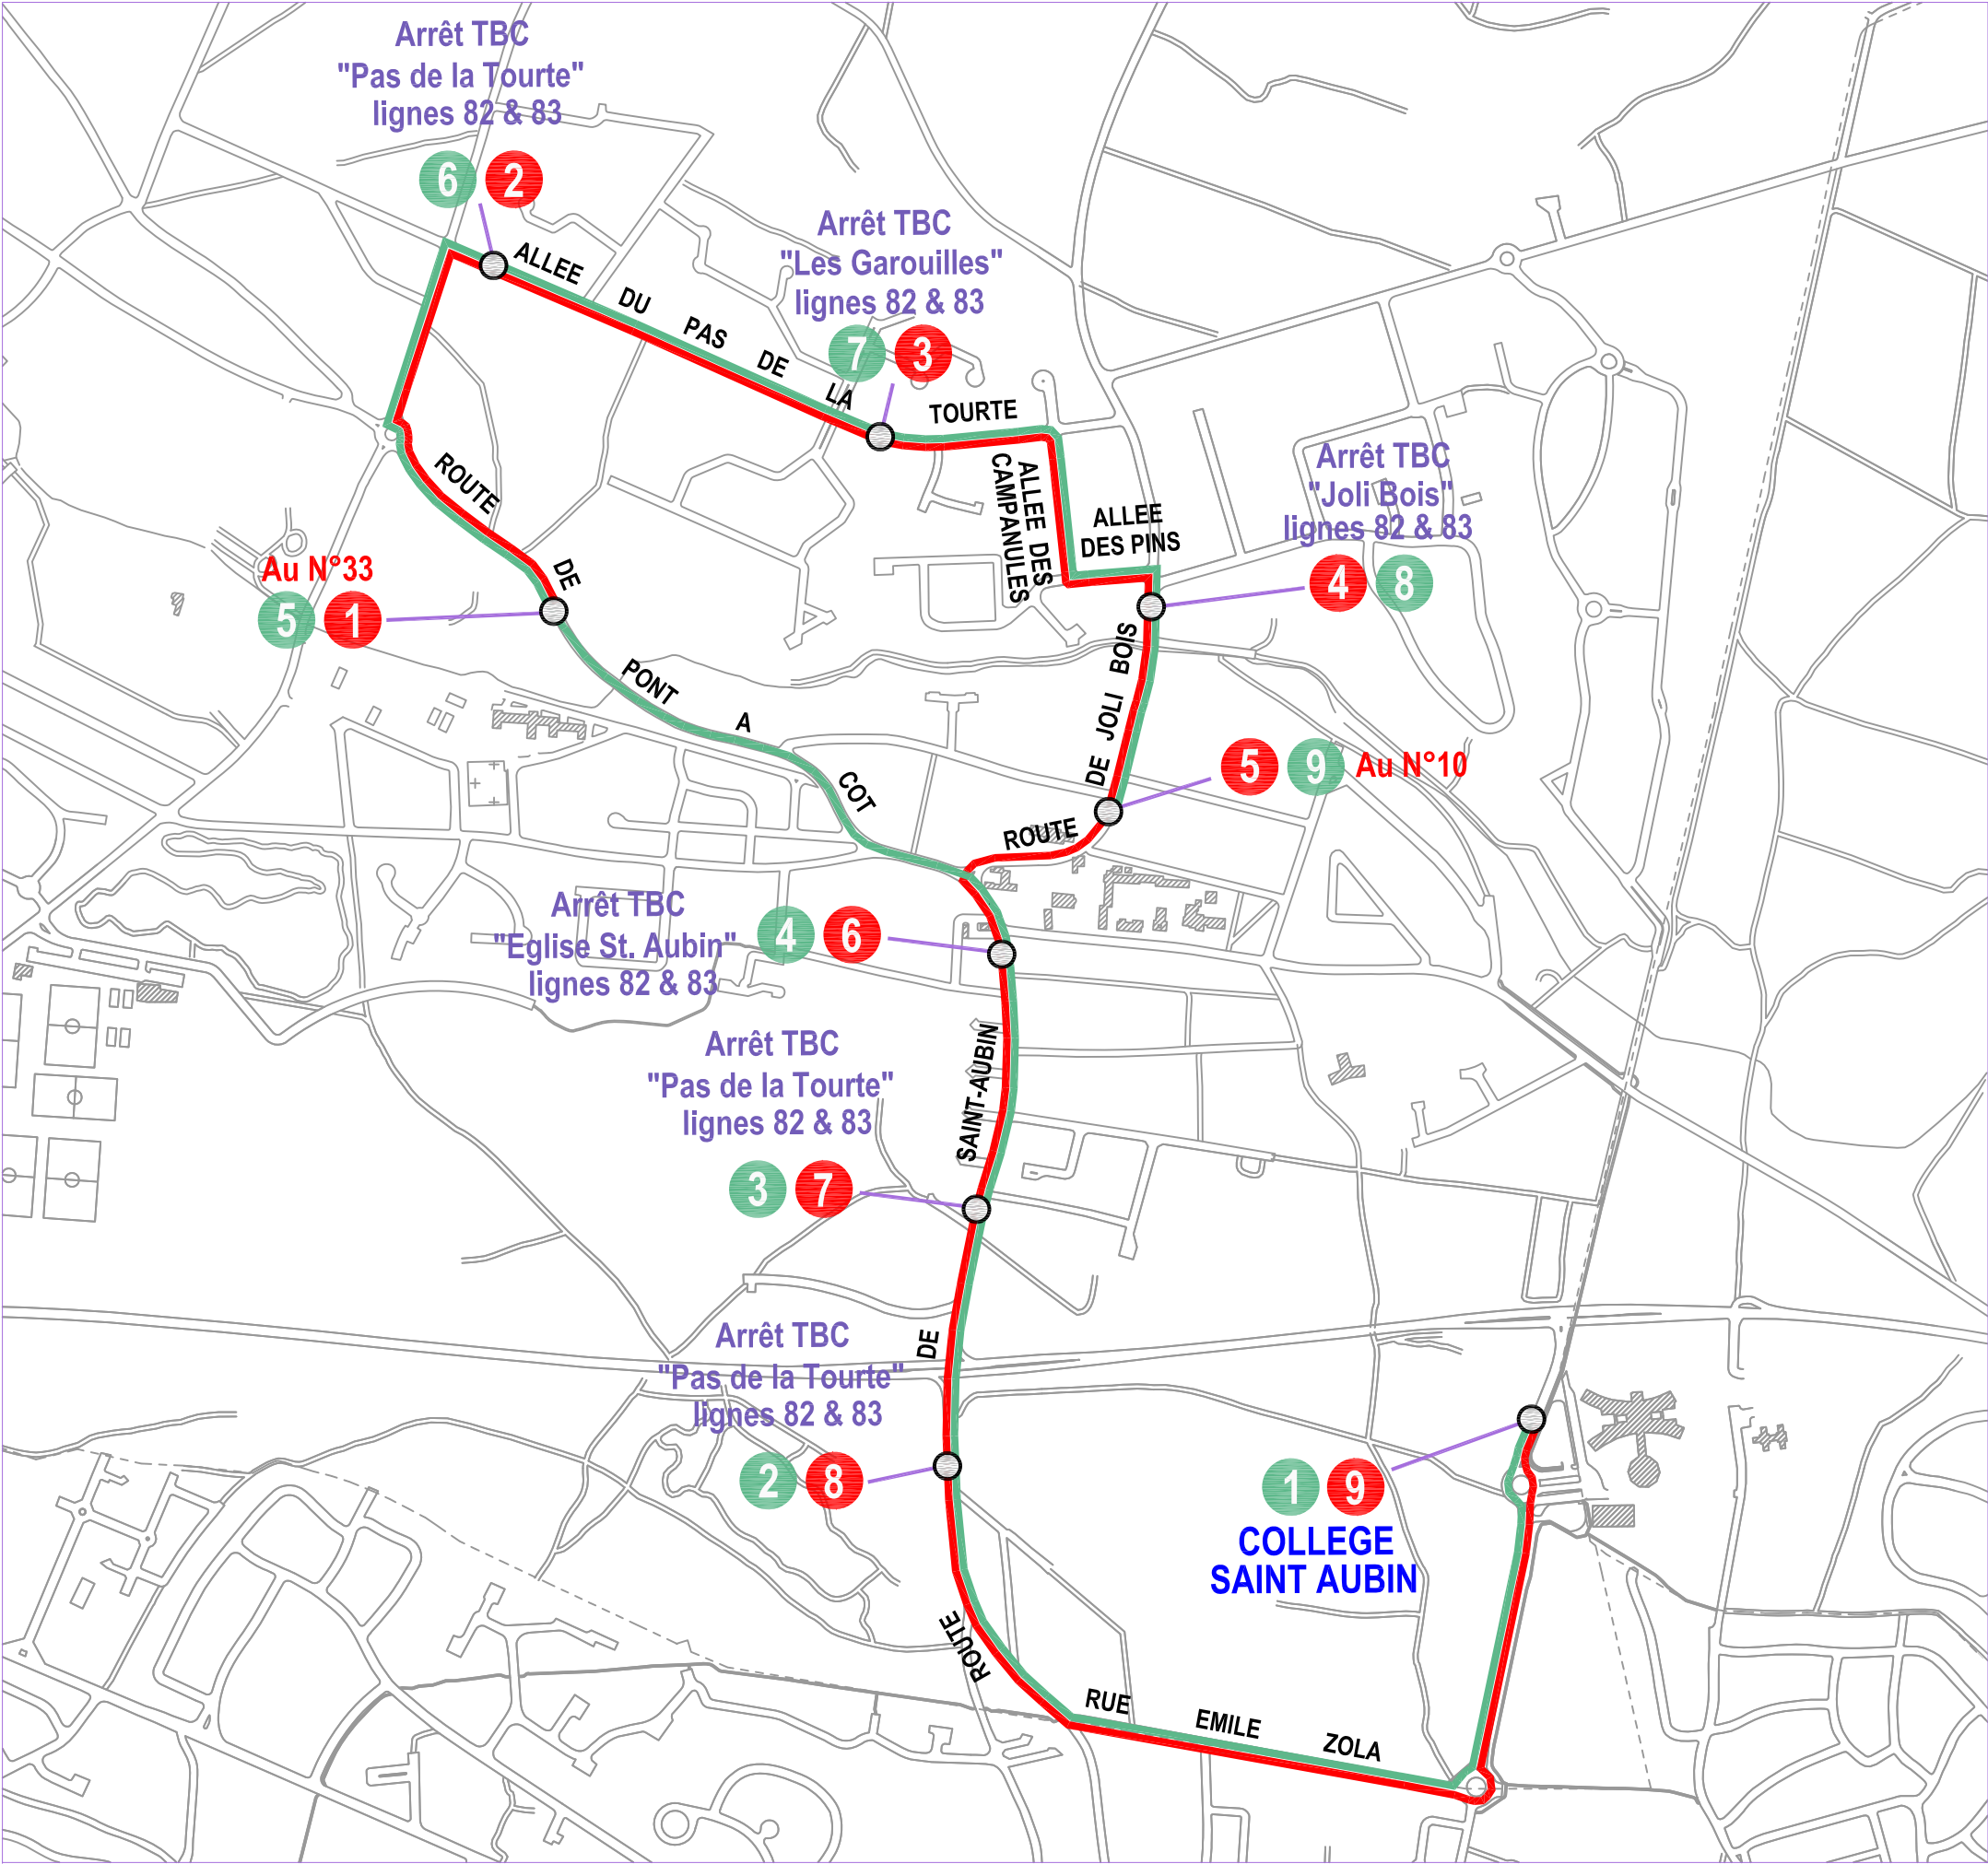 Arrêt TBC
"Pas de la Tourte"
lignes 82 & 83
6 2
ALLEE DU PAS DE LA TOURTE
Arrêt TBC
"Les Garouilles"
lignes 82 & 83
7 3
ALLEE DES
CAMPANULES
ALLEE
DES PINS
Arrêt TBC
"Joli Bois"
lignes 82 & 83
4 8
ROUTE DE PONT A COT
Au N°33
5 1
ROUTE DE JOLI BOIS
5 9 Au N°10
Arrêt TBC
"Eglise St. Aubin"
lignes 82 & 83
4 6
Arrêt TBC
"Pas de la Tourte"
lignes 82 & 83
3 7
ROUTE DE SAINT-AUBIN
Arrêt TBC
"Pas de la Tourte"
lignes 82 & 83
2 8
1 9
COLLEGE
SAINT AUBIN
RUE EMILE ZOLA